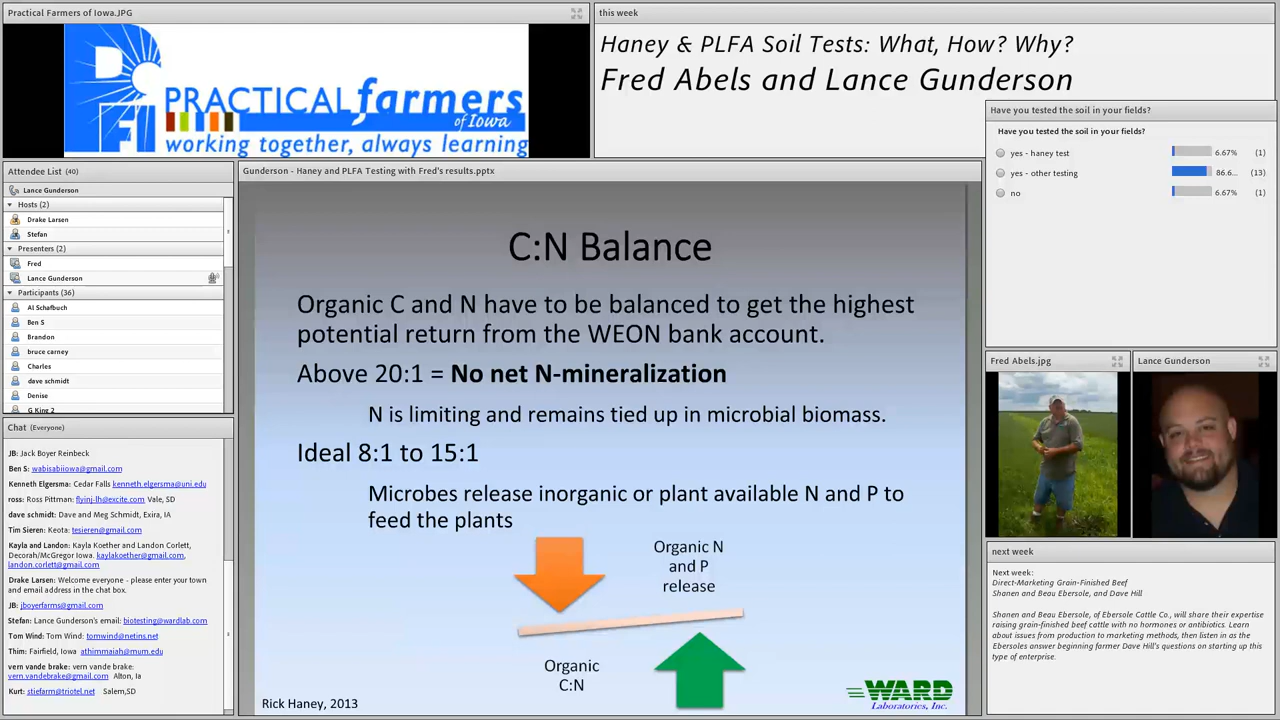 Practical Farmers of Iowa.JPG
PRACTICAL farmers
of Iowa
working together, always learning
this week
Haney & PLFA Soil Tests: What, How? Why?
Fred Abels and Lance Gunderson
Have you tested the soil in your fields?
Have you tested the soil in your fields?
yes - haney test 6.67% (1)
yes - other testing 86.6... (13)
no 6.67% (1)
Attendee List (40)
Lance Gunderson
Hosts (2)
Drake Larsen
Stefan
Presenters (2)
Fred
Lance Gunderson
Participants (36)
Al Schafbuch
Ben S
Brandon
bruce carney
Charles
dave schmidt
Denise
G King 2
Chat (Everyone)
JB: Jack Boyer Reinbeck
Ben S: wabisabiiowa@gmail.com
Kenneth Elgersma: Cedar Falls kenneth.elgersma@uni.edu
ross: Ross Pittman: flyinj-lh@excite.com Vale, SD
dave schmidt: Dave and Meg Schmidt, Exira, IA
Tim Sieren: Keota: tesieren@gmail.com
Kayla and Landon: Kayla Koether and Landon Corlett,
Decorah/McGregor Iowa. kaylakoether@gmail.com,
landon.corlett@gmail.com
Drake Larsen: Welcome everyone - please enter your town
and email address in the chat box.
JB: jboyerfarms@gmail.com
Stefan: Lance Gunderson's email: biotesting@wardlab.com
Tom Wind: Tom Wind: tomwind@netins.net
Thim: Fairfield, Iowa athimmaiah@mum.edu
vern vande brake: vern vande brake:
vern.vandebrake@gmail.com Alton, Ia
Kurt: stiefarm@triotel.net Salem,SD
Gunderson - Haney and PLFA Testing with Fred's results.pptx
C:N Balance
Organic C and N have to be balanced to get the highest
potential return from the WEON bank account.
Above 20:1 = No net N-mineralization
N is limiting and remains tied up in microbial biomass.
Ideal 8:1 to 15:1
Microbes release inorganic or plant available N and P to
feed the plants
Organic N
and P
release
Organic
C:N
Rick Haney, 2013
WARD
Laboratories, Inc.
Fred Abels.jpg
Lance Gunderson
next week
Next week:
Direct-Marketing Grain-Finished Beef
Shanen and Beau Ebersole, and Dave Hill
Shanen and Beau Ebersole, of Ebersole Cattle Co., will share their expertise
raising grain-finished beef cattle with no hormones or antibiotics. Learn
about issues from production to marketing methods, then listen in as the
Ebersoles answer beginning farmer Dave Hill's questions on starting up this
type of enterprise.